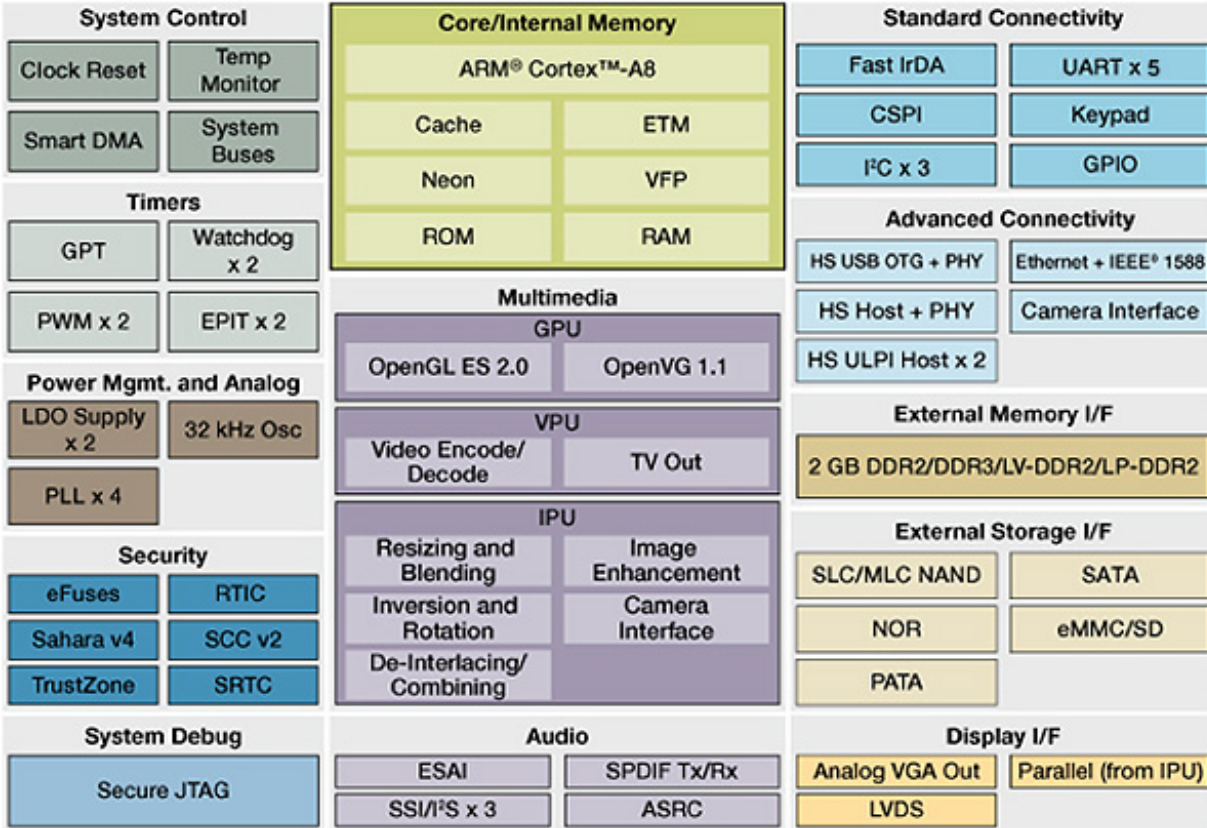 System Control
Clock Reset
Temp
Monitor
Smart DMA
System
Buses
Timers
GPT
Watchdog
x 2
PWM x 2
EPIT x 2
Power Mgmt. and Analog
LDO Supply
x 2
32 kHz Osc
PLL x 4
Security
eFuses
RTIC
Sahara v4
SCC v2
TrustZone
SRTC
System Debug
Secure JTAG
Core/Internal Memory
ARM® Cortex™-A8
Cache
ETM
Neon
VFP
ROM
RAM
Multimedia
GPU
OpenGL ES 2.0
OpenVG 1.1
VPU
Video Encode/
Decode
TV Out
IPU
Resizing and
Blending
Image
Enhancement
Inversion and
Rotation
Camera
Interface
De-Interlacing/
Combining
Audio
ESAI
SPDIF Tx/Rx
SSI/I²S x 3
ASRC
Standard Connectivity
Fast IrDA
UART x 5
CSPI
Keypad
I²C x 3
GPIO
Advanced Connectivity
HS USB OTG + PHY
Ethernet + IEEE® 1588
HS Host + PHY
Camera Interface
HS ULPI Host x 2
External Memory I/F
2 GB DDR2/DDR3/LV-DDR2/LP-DDR2
External Storage I/F
SLC/MLC NAND
SATA
NOR
eMMC/SD
PATA
Display I/F
Analog VGA Out
Parallel (from IPU)
LVDS